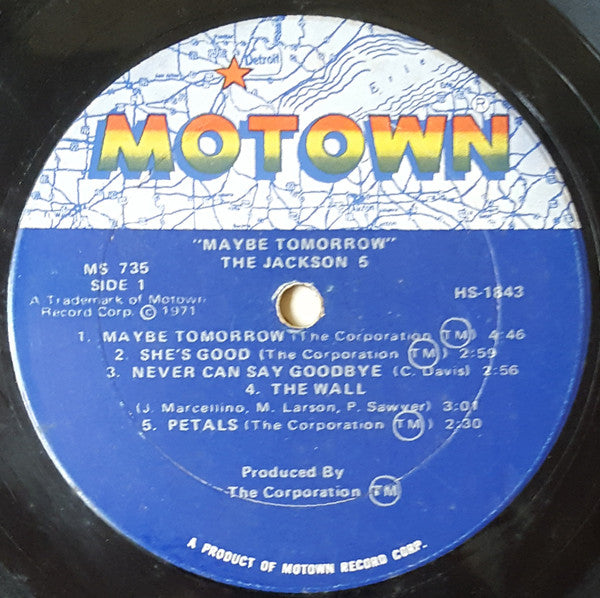 Detroit
Erie
MOTOWN®
"MAYBE TOMORROW"
THE JACKSON 5
MS 735
SIDE 1
HS-1843
A Trademark of Motown
Record Corp. © 1971
1. MAYBE TOMORROW (The Corporation TM) 4:46
2. SHE'S GOOD (The Corporation TM) 2:59
3. NEVER CAN SAY GOODBYE (C. Davis) 2:56
4. THE WALL
(J. Marcellino, M. Larson, P. Sawyer) 3:01
5. PETALS (The Corporation TM) 2:30
Produced By
The Corporation TM
A PRODUCT OF MOTOWN RECORD CORP.